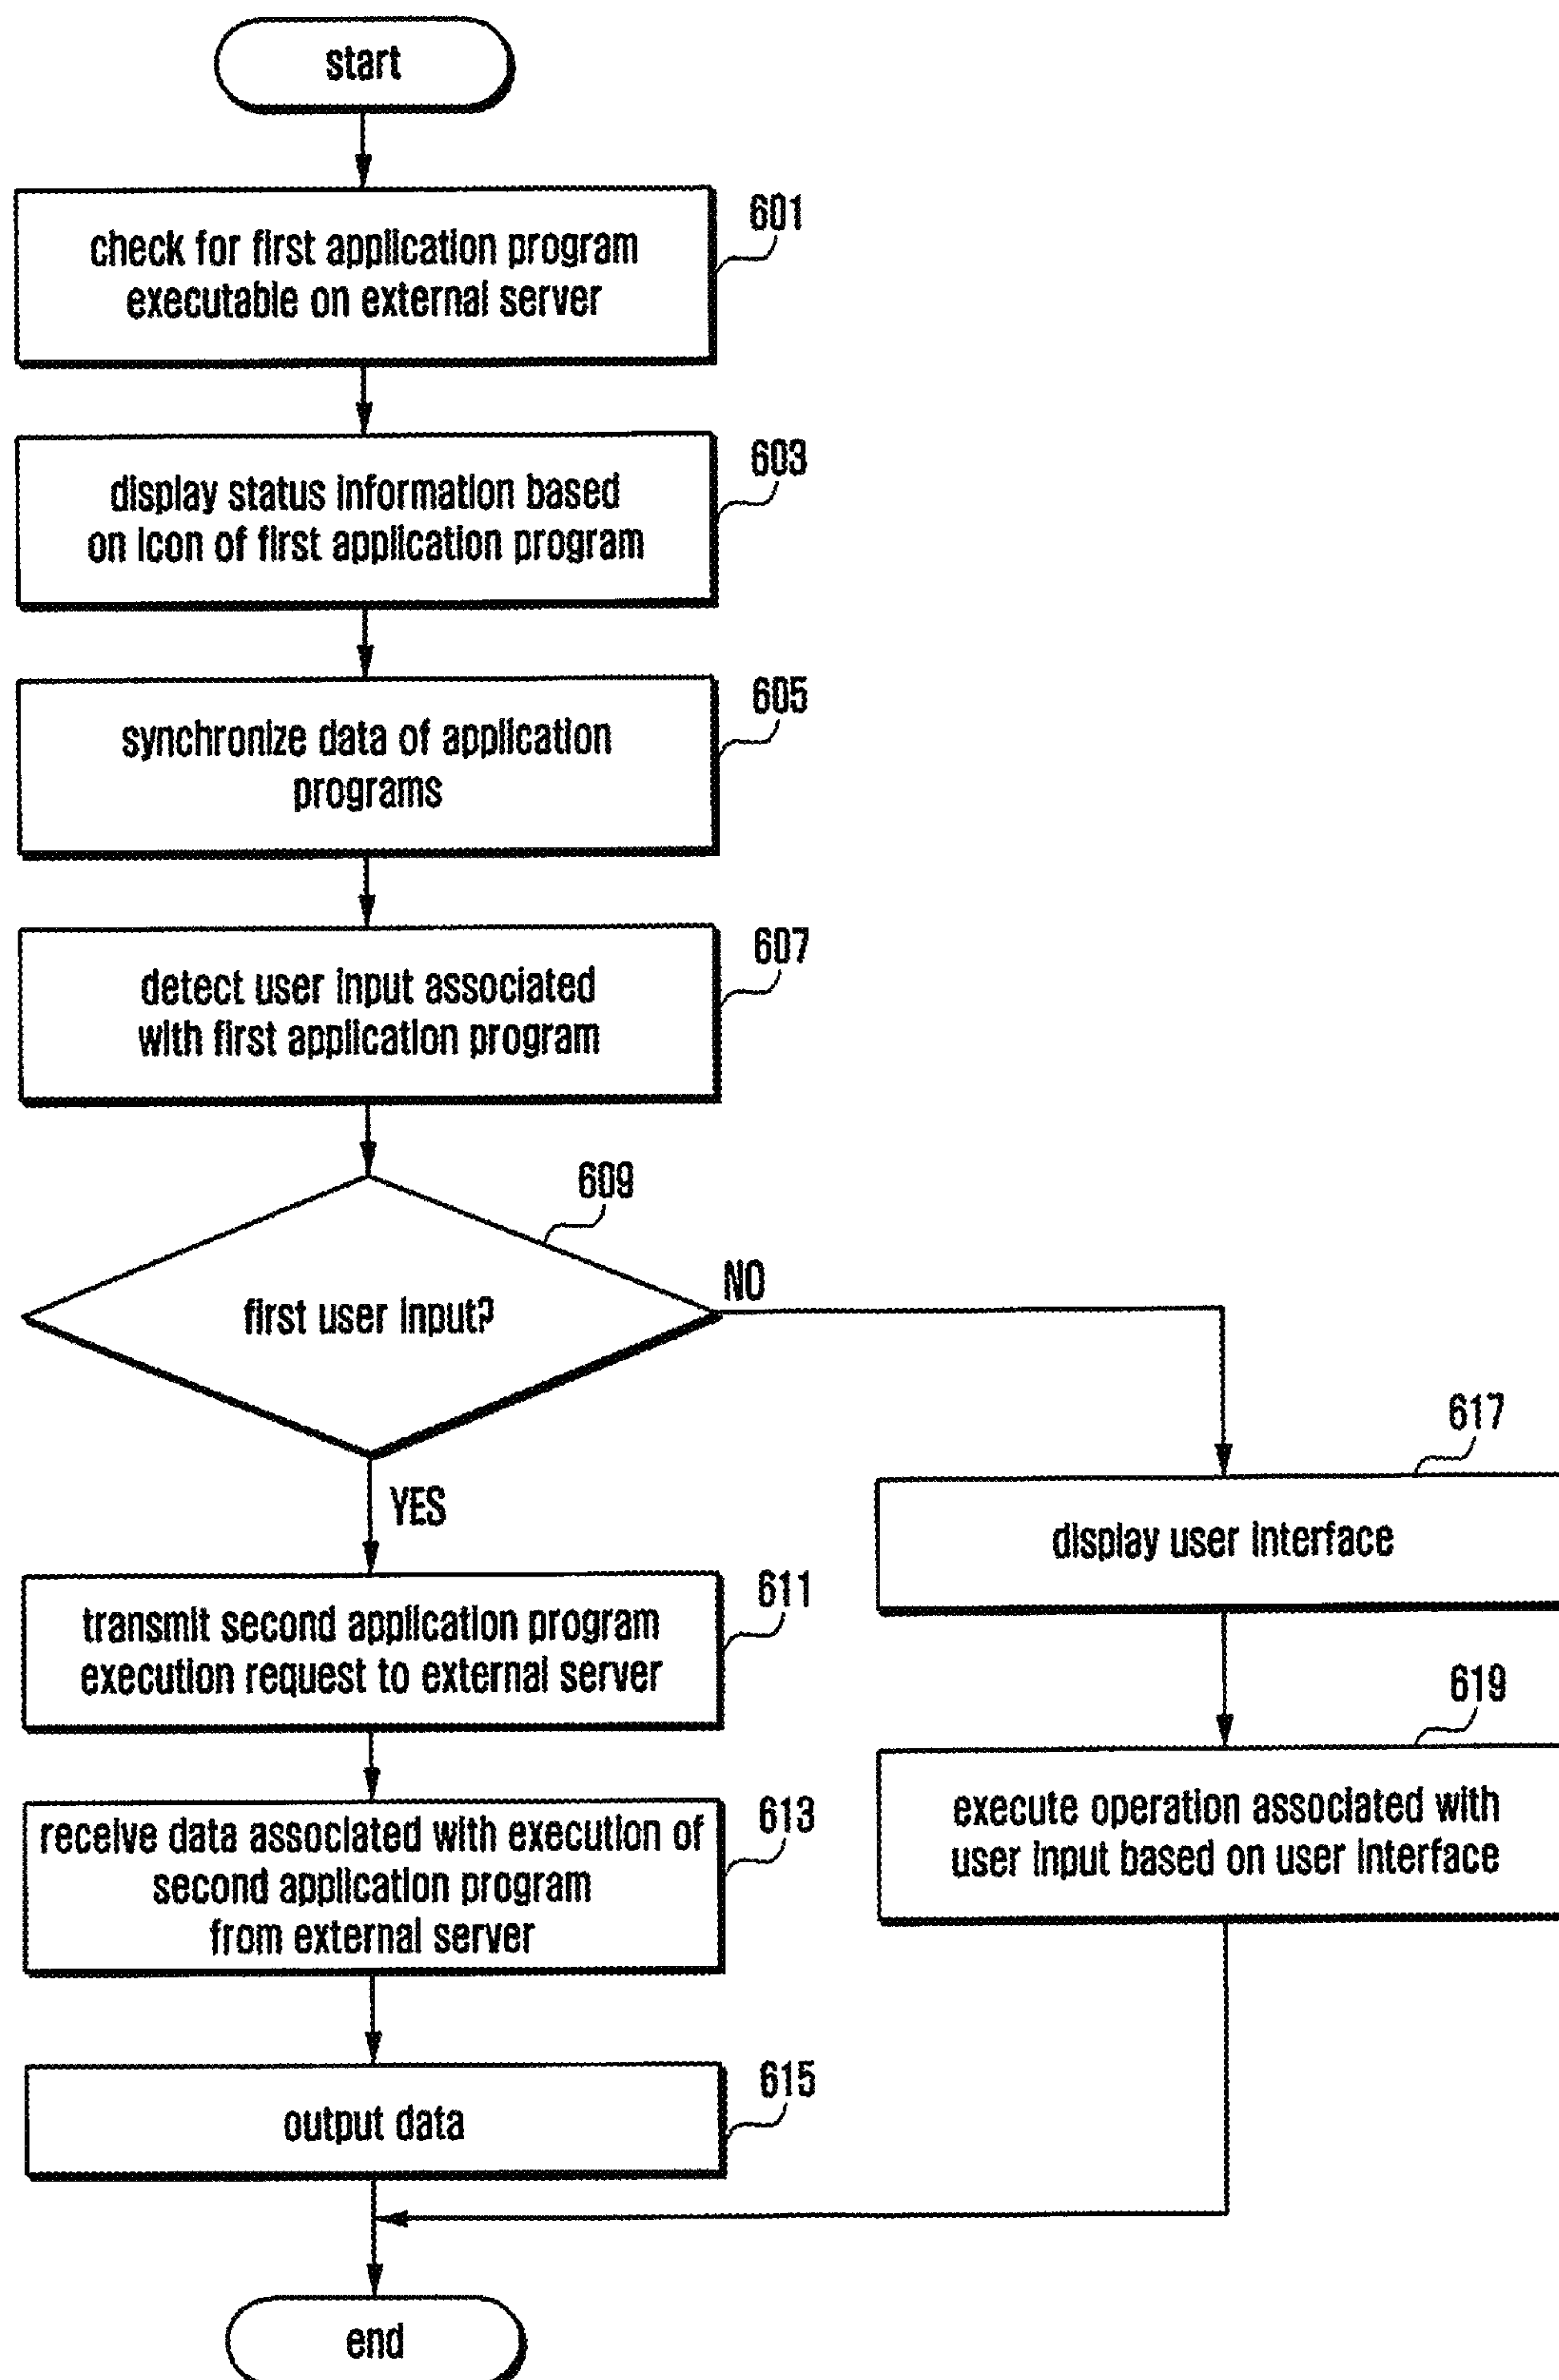 start
601
check for first application program
executable on external server
603
display status information based
on icon of first application program
605
synchronize data of application
programs
607
detect user input associated
with first application program
609
first user input?
NO
YES
617
display user interface
611
transmit second application program
execution request to external server
619
execute operation associated with
user input based on user interface
613
receive data associated with execution of
second application program
from external server
615
output data
end